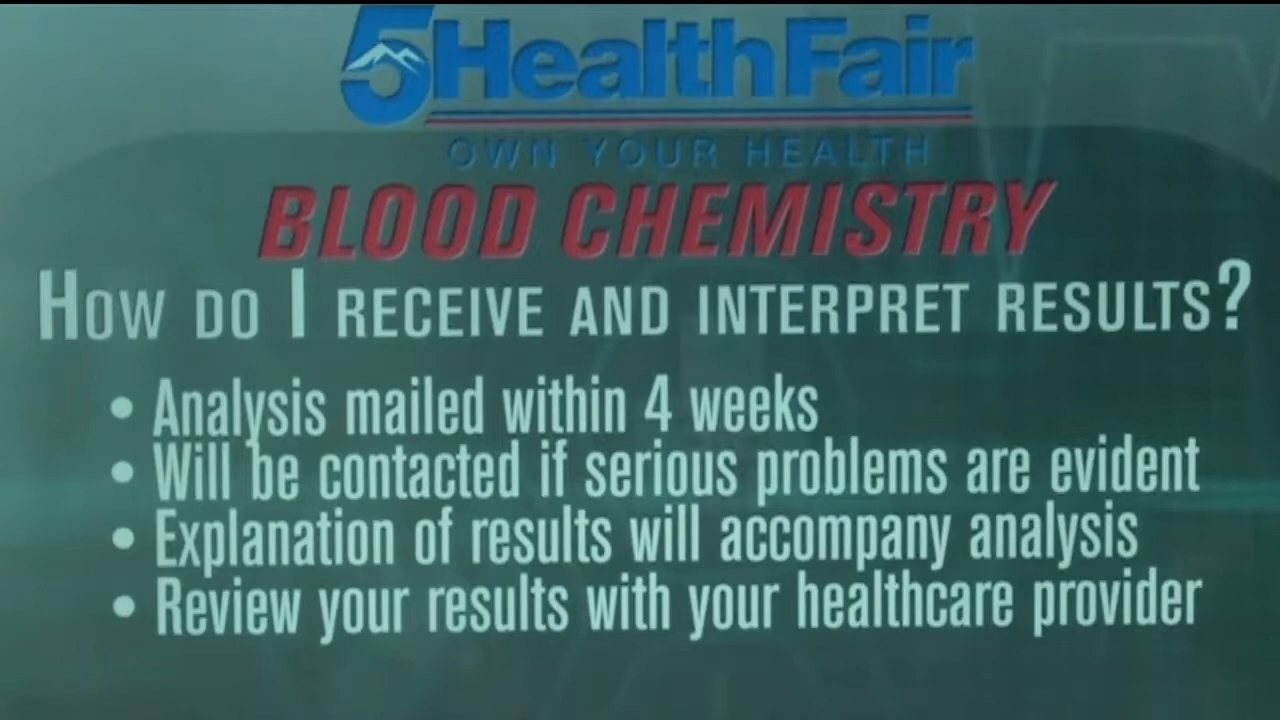 5HealthFair
OWN YOUR HEALTH
BLOOD CHEMISTRY
HOW DO I RECEIVE AND INTERPRET RESULTS?
• Analysis mailed within 4 weeks
• Will be contacted if serious problems are evident
• Explanation of results will accompany analysis
• Review your results with your healthcare provider